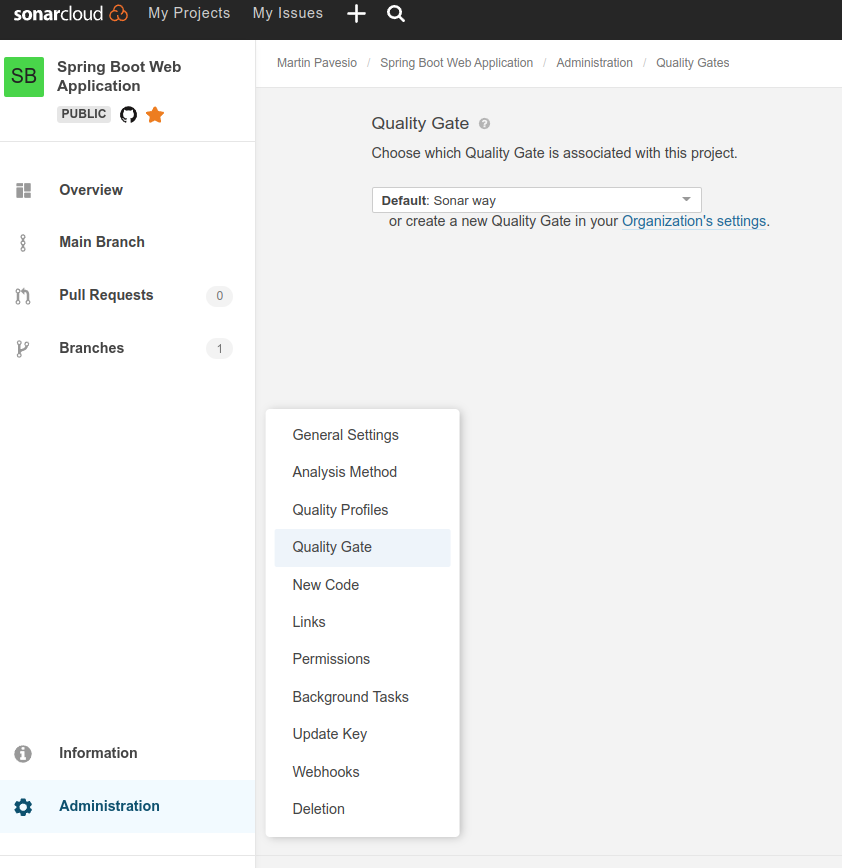 sonarcloud My Projects My Issues
SB
Spring Boot Web
Application
PUBLIC
Martin Pavesio / Spring Boot Web Application / Administration / Quality Gates
Quality Gate ?
Choose which Quality Gate is associated with this project.
Default: Sonar way
or create a new Quality Gate in your Organization's settings.
Overview
Main Branch
Pull Requests 0
Branches 1
General Settings
Analysis Method
Quality Profiles
Quality Gate
New Code
Links
Permissions
Background Tasks
Update Key
Webhooks
Deletion
Information
Administration